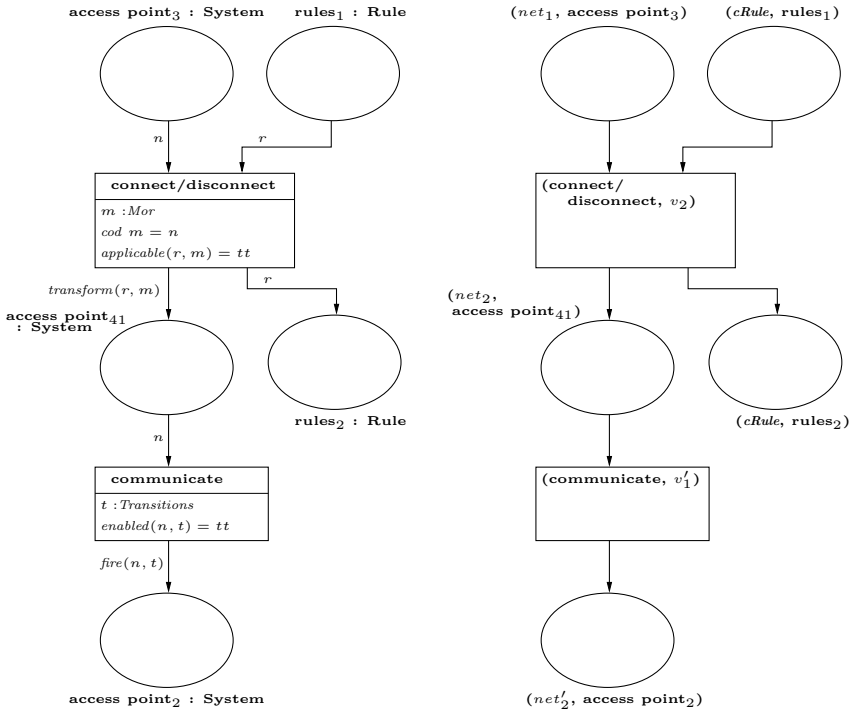 access point₃ : System
rules₁ : Rule
n
r
connect/disconnect
m : Mor
cod m = n
applicable(r, m) = tt
transform(r, m)
r
access point₄₁
: System
rules₂ : Rule
n
communicate
t : Transitions
enabled(n, t) = tt
fire(n, t)
access point₂ : System
(net₁, access point₃)
(cRule, rules₁)
(connect/
disconnect, v₂)
(net₂,
access point₄₁)
(cRule, rules₂)
(communicate, v′₁)
(net′₂, access point₂)